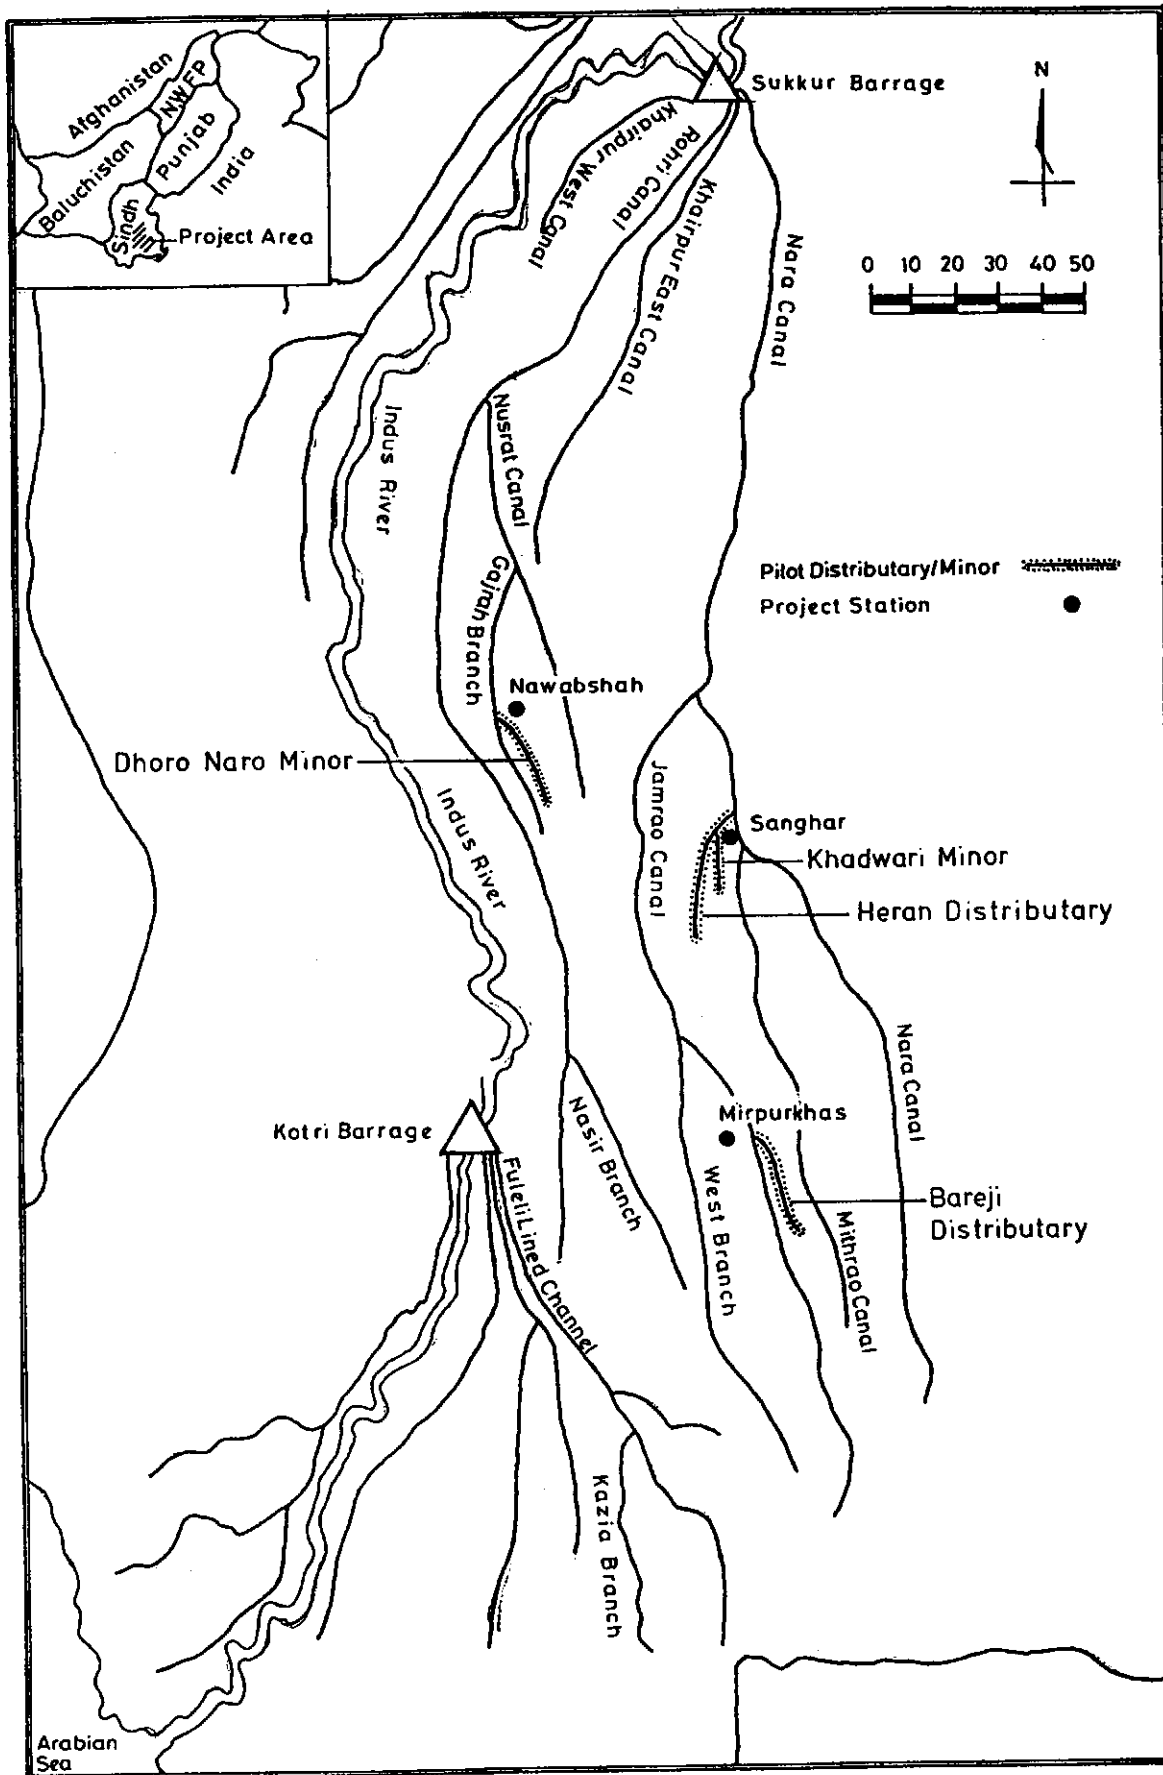 Afghanistan
NWFP
Punjab
Baluchistan
India
Sindh
Project Area
Sukkur Barrage
N
Khairpur West Canal
Rohri Canal
Khairpur East Canal
Nara Canal
0 10 20 30 40 50
Indus River
Nusrat Canal
Pilot Distributary/Minor
Project Station
Gajrah Branch
Nawabshah
Dhoro Naro Minor
Indus River
Jamrao Canal
Sanghar
Khadwari Minor
Heran Distributary
Nara Canal
Kotri Barrage
Nasir Branch
Mirpurkhas
Fuleli Lined Channel
West Branch
Bareji
Distributary
Mithrao Canal
Kazia Branch
Arabian
Sea